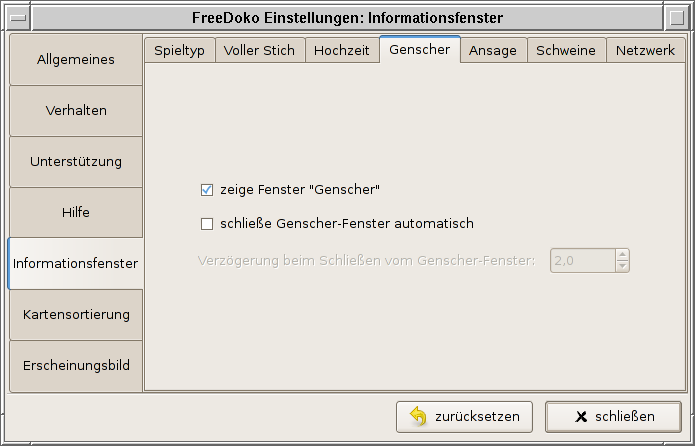 FreeDoko Einstellungen: Informationsfenster
Allgemeines
Verhalten
Unterstützung
Hilfe
Informationsfenster
Kartensortierung
Erscheinungsbild
Spieltyp Voller Stich Hochzeit Genscher Ansage Schweine Netzwerk
zeige Fenster "Genscher"
schließe Genscher-Fenster automatisch
Verzögerung beim Schließen vom Genscher-Fenster: 2,0
zurücksetzen schließen